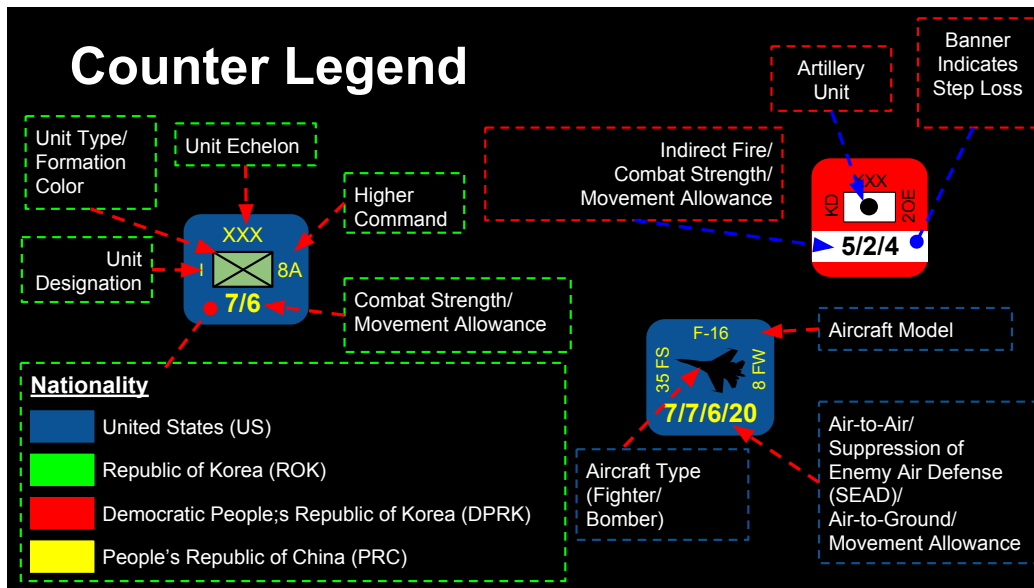 Counter Legend
Unit Type/
Formation
Color
Unit Echelon
Higher
Command
Unit
Designation
XXX
I
8A
7/6
Combat Strength/
Movement Allowance
Artillery
Unit
Banner
Indicates
Step Loss
Indirect Fire/
Combat Strength/
Movement Allowance
XXX
KD
2OE
5/2/4
Nationality
United States (US)
Republic of Korea (ROK)
Democratic People;s Republic of Korea (DPRK)
People’s Republic of China (PRC)
F-16
35 FS
8 FW
7/7/6/20
Aircraft Model
Aircraft Type
(Fighter/
Bomber)
Air-to-Air/
Suppression of
Enemy Air Defense
(SEAD)/
Air-to-Ground/
Movement Allowance